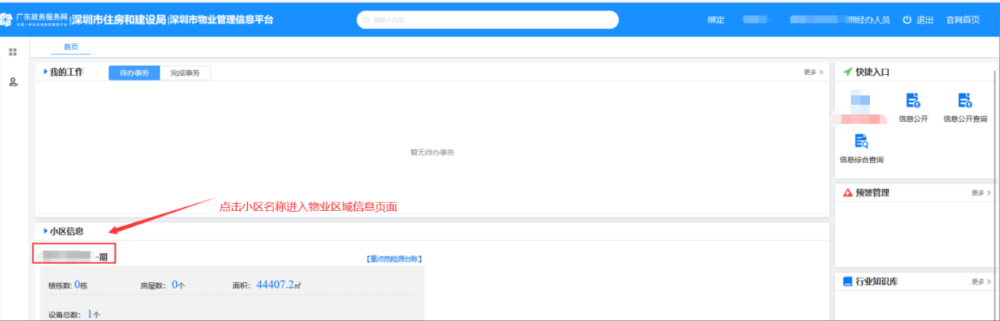 广东政务服务网 |深圳市住房和建设局|深圳市物业管理信息平台
请输入内容
绑定
经办人员
退出
官网首页
首页
我的工作
待办事务
完成事务
更多 »
快捷入口
信息公开
信息公开查询
信息综合查询
暂无待办事务
预警管理
更多 »
点击小区名称进入物业区域信息页面
小区信息
期
【重点危险源台账】
楼栋数: 0栋
房屋数: 0个
面积: 44407.2㎡
设备总数: 1个
行业知识库
更多 »